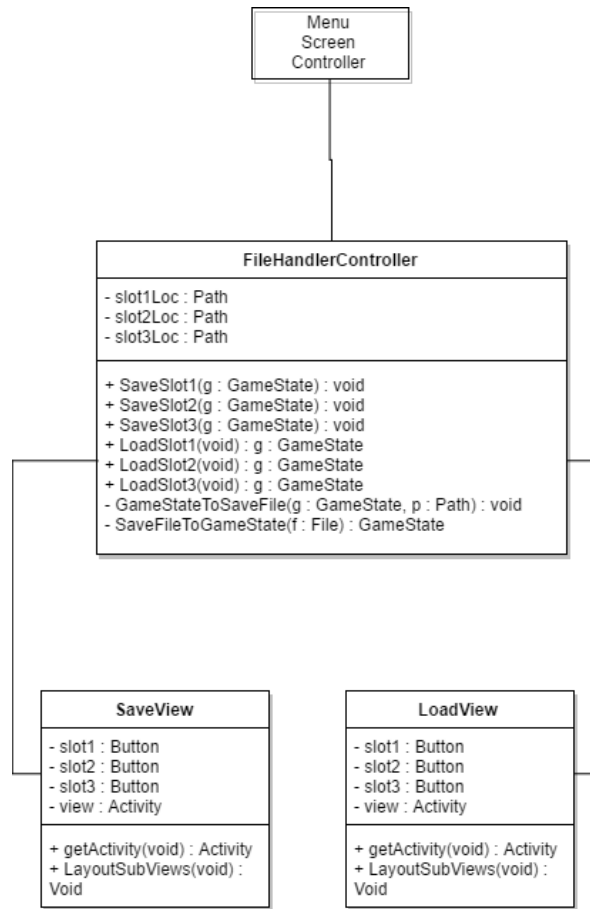 Menu
Screen
Controller
FileHandlerController
- slot1Loc : Path
- slot2Loc : Path
- slot3Loc : Path
+ SaveSlot1(g : GameState) : void
+ SaveSlot2(g : GameState) : void
+ SaveSlot3(g : GameState) : void
+ LoadSlot1(void) : g : GameState
+ LoadSlot2(void) : g : GameState
+ LoadSlot3(void) : g : GameState
- GameStateToSaveFile(g : GameState, p : Path) : void
- SaveFileToGameState(f : File) : GameState
SaveView
- slot1 : Button
- slot2 : Button
- slot3 : Button
- view : Activity
+ getActivity(void) : Activity
+ LayoutSubViews(void) :
Void
LoadView
- slot1 : Button
- slot2 : Button
- slot3 : Button
- view : Activity
+ getActivity(void) : Activity
+ LayoutSubViews(void) :
Void